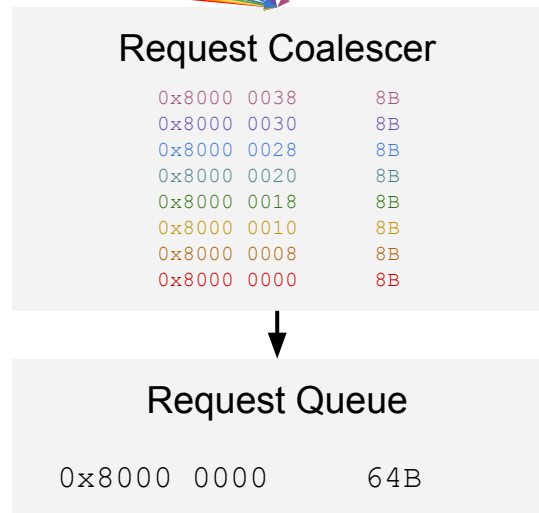 Request Coalescer
0x8000 0038 8B
0x8000 0030 8B
0x8000 0028 8B
0x8000 0020 8B
0x8000 0018 8B
0x8000 0010 8B
0x8000 0008 8B
0x8000 0000 8B
Request Queue
0x8000 0000 64B